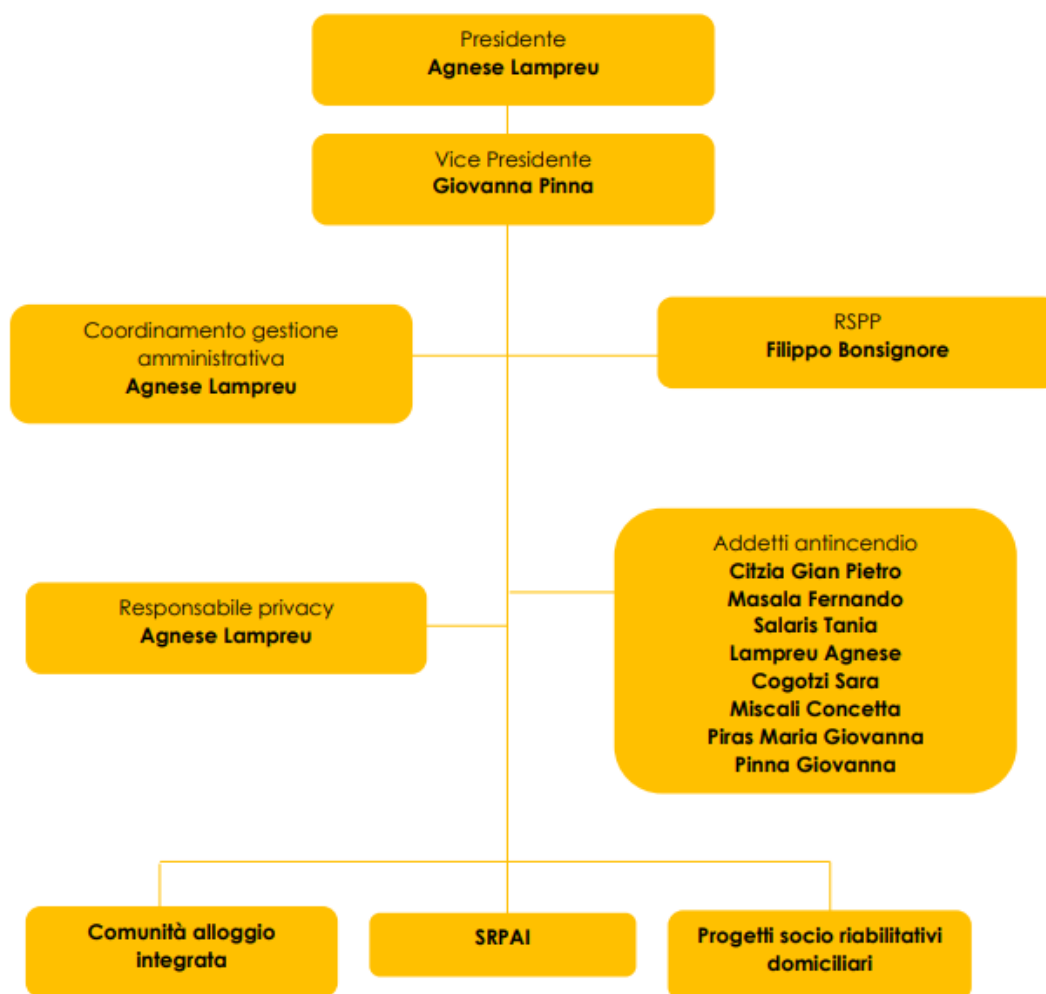 Presidente
Agnese Lampreu
Vice Presidente
Giovanna Pinna
Coordinamento gestione
amministrativa
Agnese Lampreu
RSPP
Filippo Bonsignore
Addetti antincendio
Citzia Gian Pietro
Masala Fernando
Salaris Tania
Lampreu Agnese
Cogotzi Sara
Miscali Concetta
Piras Maria Giovanna
Pinna Giovanna
Responsabile privacy
Agnese Lampreu
Comunità alloggio
integrata
SRPAI
Progetti socio riabilitativi
domiciliari